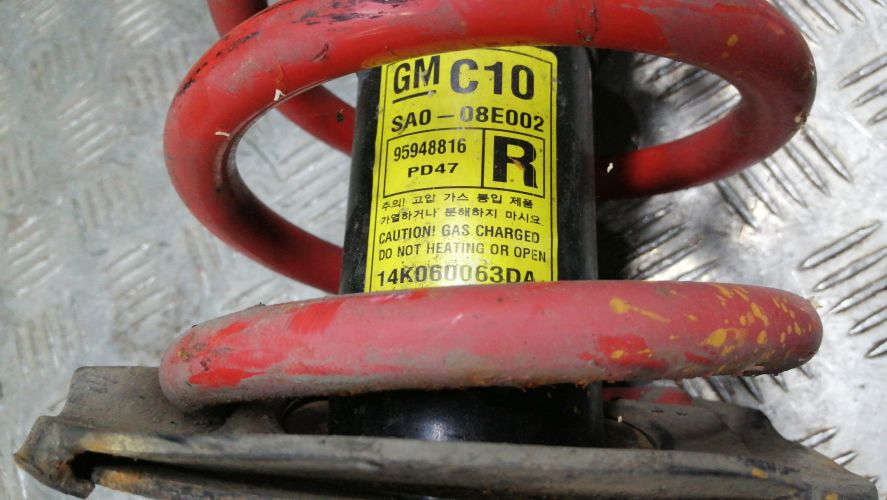 GM C10
SA0-08E002
95948816
PD47
R
주의! 고압 가스 봉입 제품
가열하거나 분해하지 마시요
CAUTION! GAS CHARGED
DO NOT HEATING OR OPEN
14K060063DA